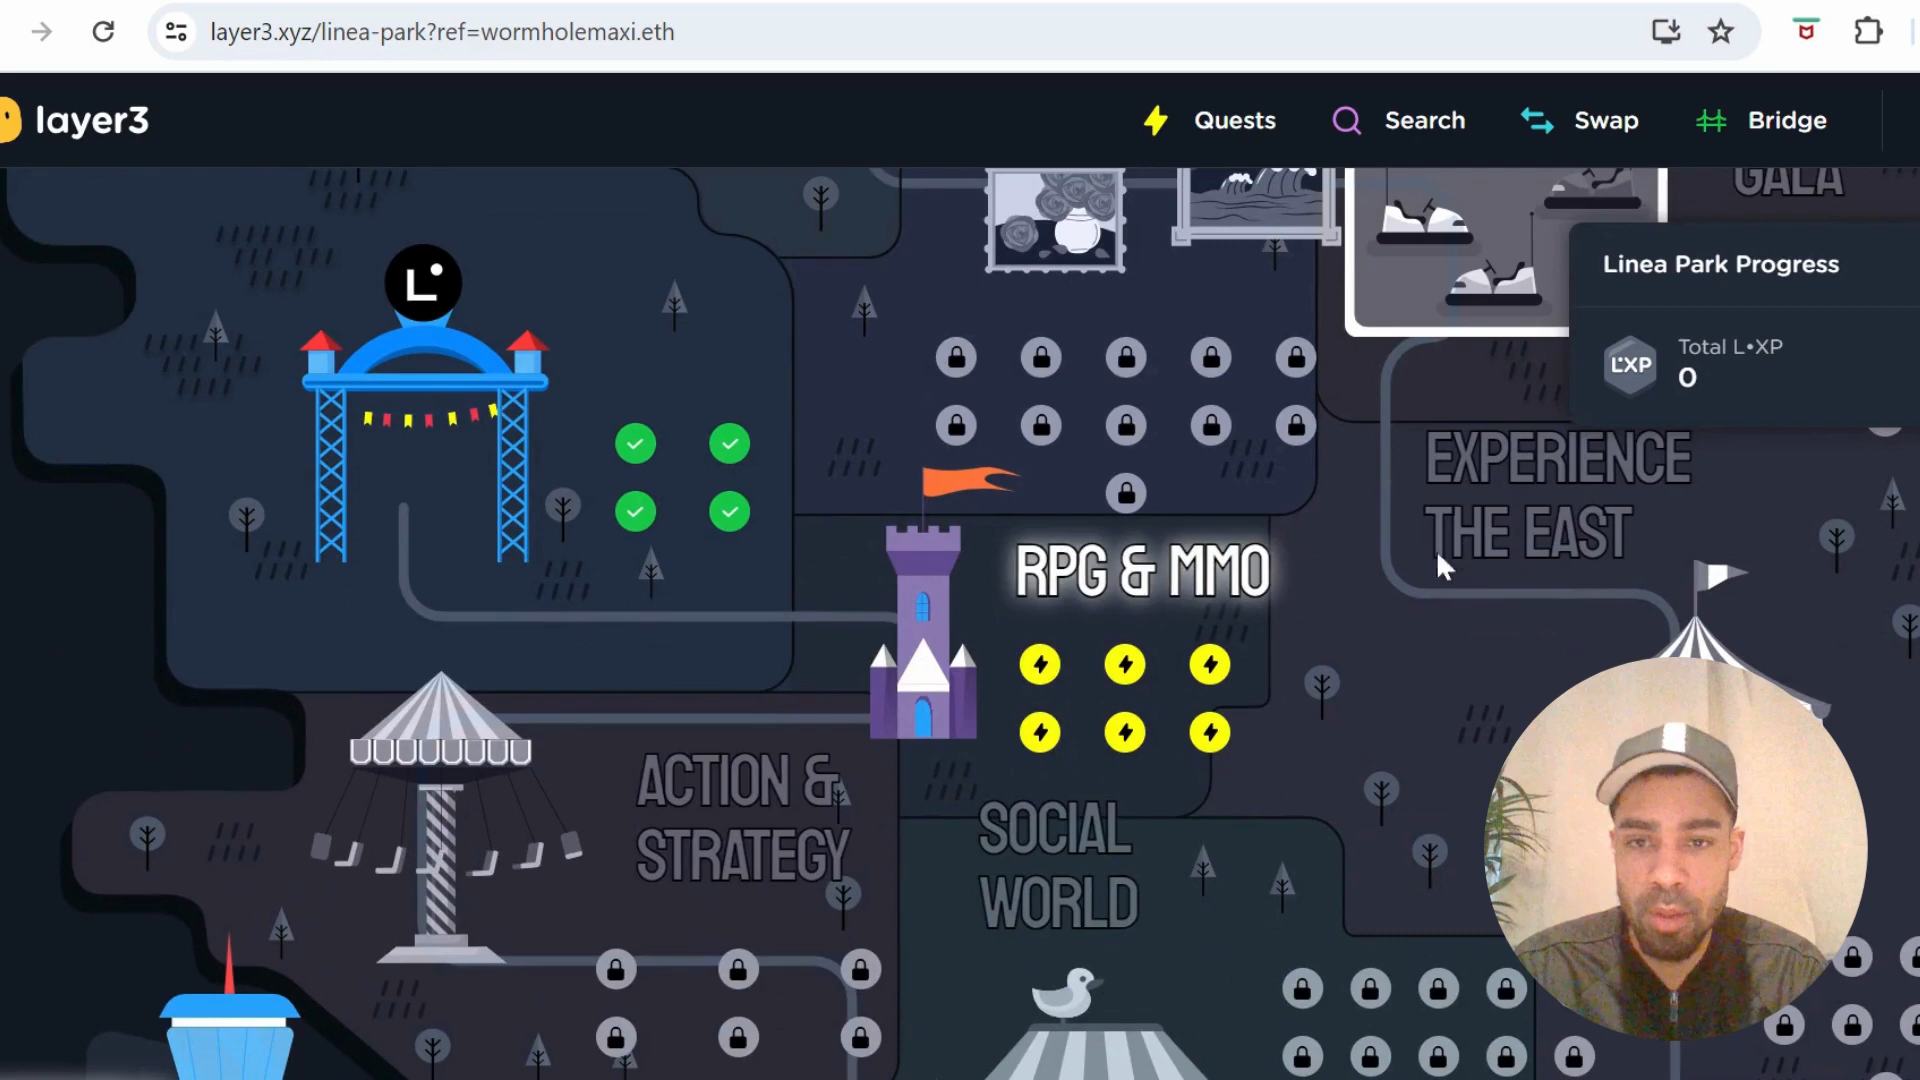 layer3.xyz/linea-park?ref=wormholemaxi.eth
layer3
Quests
Search
Swap
Bridge
GALA
Linea Park Progress
L
LXP
Total L•XP
0
EXPERIENCE
THE EAST
RPG & MMO
ACTION &
STRATEGY
SOCIAL
WORLD